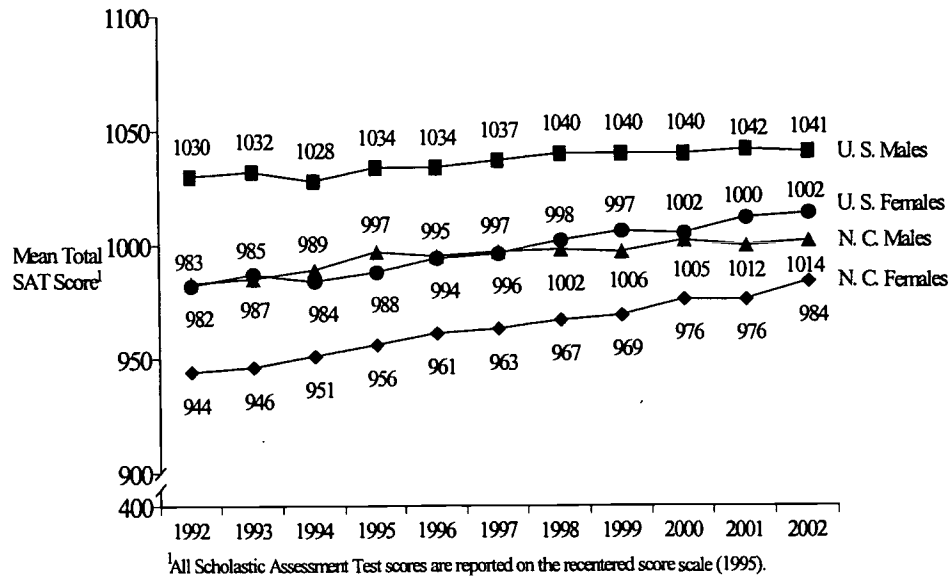 1100
1050
1030 1032 1028 1034 1034 1037 1040 1040 1040 1042 1041
U. S. Males
U. S. Females
983 985 989 997 995 997 998 997 1002 1000 1002
Mean Total
SAT Score¹
1000
N. C. Males
982 987 984 988 994 996 1002 1006 1005 1012 1014
N. C. Females
950
944 946 951 956 961 963 967 969 976 976 984
900
400
1992 1993 1994 1995 1996 1997 1998 1999 2000 2001 2002
¹All Scholastic Assessment Test scores are reported on the recentered score scale (1995).